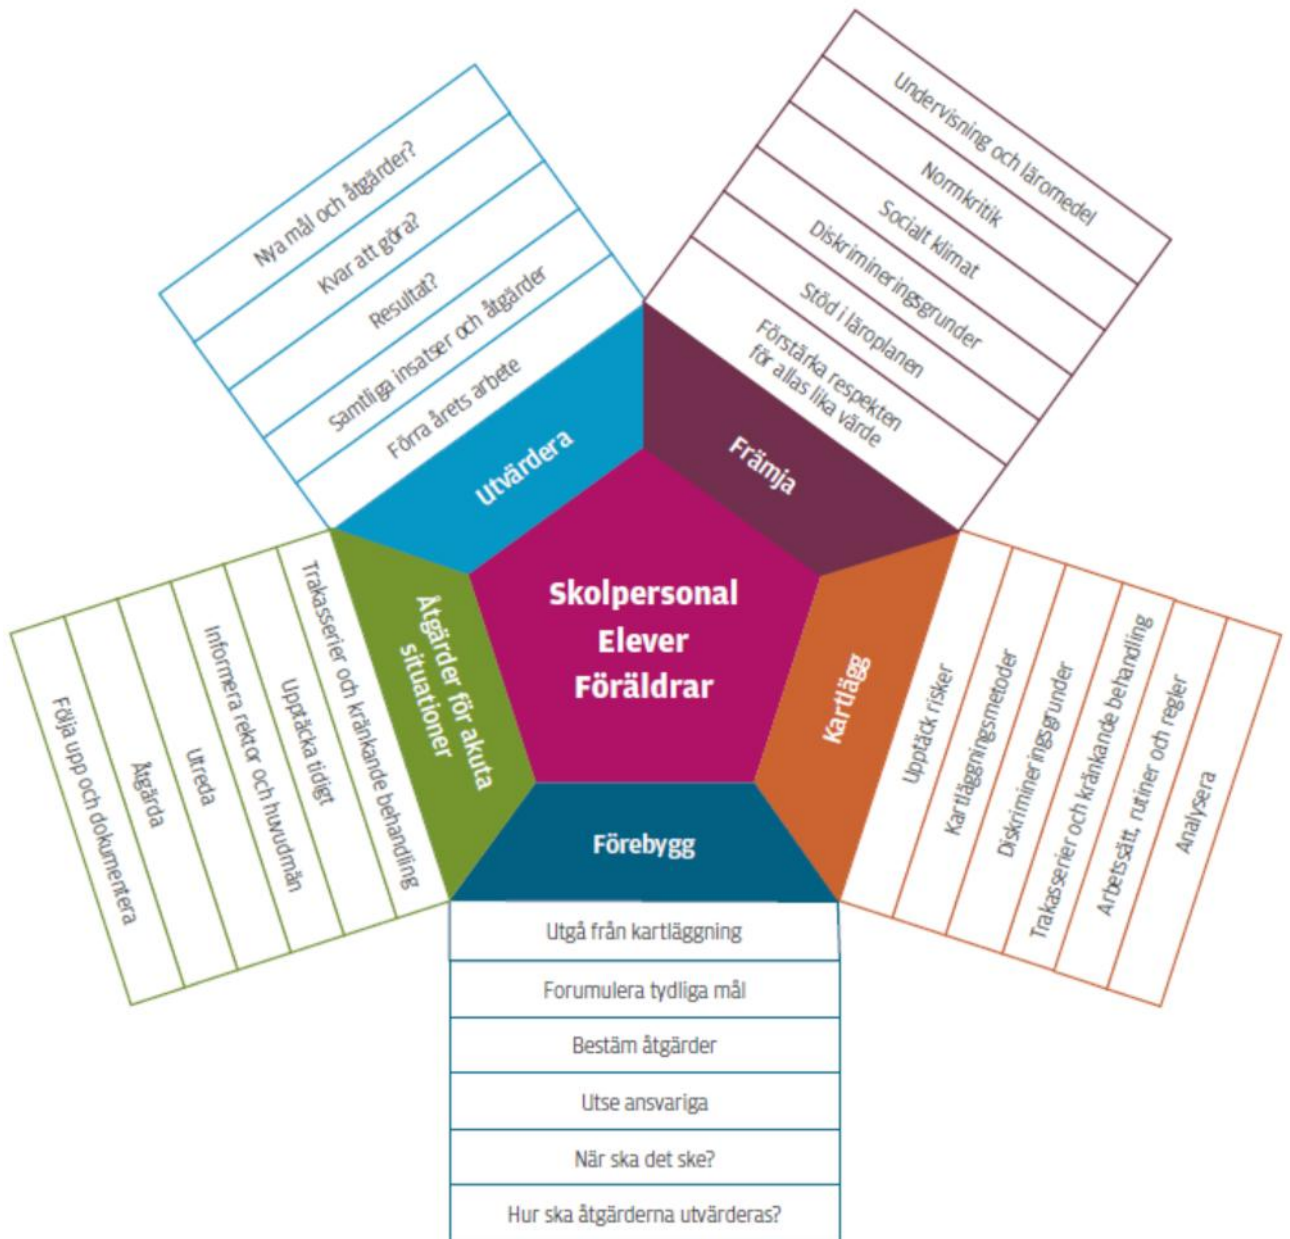 Skolpersonal
Elever
Föräldrar
Främja
Förstärka respekten
för allas lika värde
Stöd i läroplanen
Diskrimineringsgrunder
Socialt klimat
Normkritik
Undervisning och läromedel
Kartlägg
Upptäck risker
Kartläggningsmetoder
Diskrimineringsgrunder
Trakasserier och kränkande behandling
Arbetssätt, rutiner och regler
Analysera
Förebygg
Utgå från kartläggning
Forumulera tydliga mål
Bestäm åtgärder
Utse ansvariga
När ska det ske?
Hur ska åtgärderna utvärderas?
Åtgärder för akuta
situationer
Trakasserier och kränkande behandling
Upptäcka tidigt
Informera rektor och huvudmän
Utreda
Åtgärda
Följa upp och dokumentera
Utvärdera
Förra årets arbete
Samtliga insatser och åtgärder
Resultat?
Kvar att göra?
Nya mål och åtgärder?